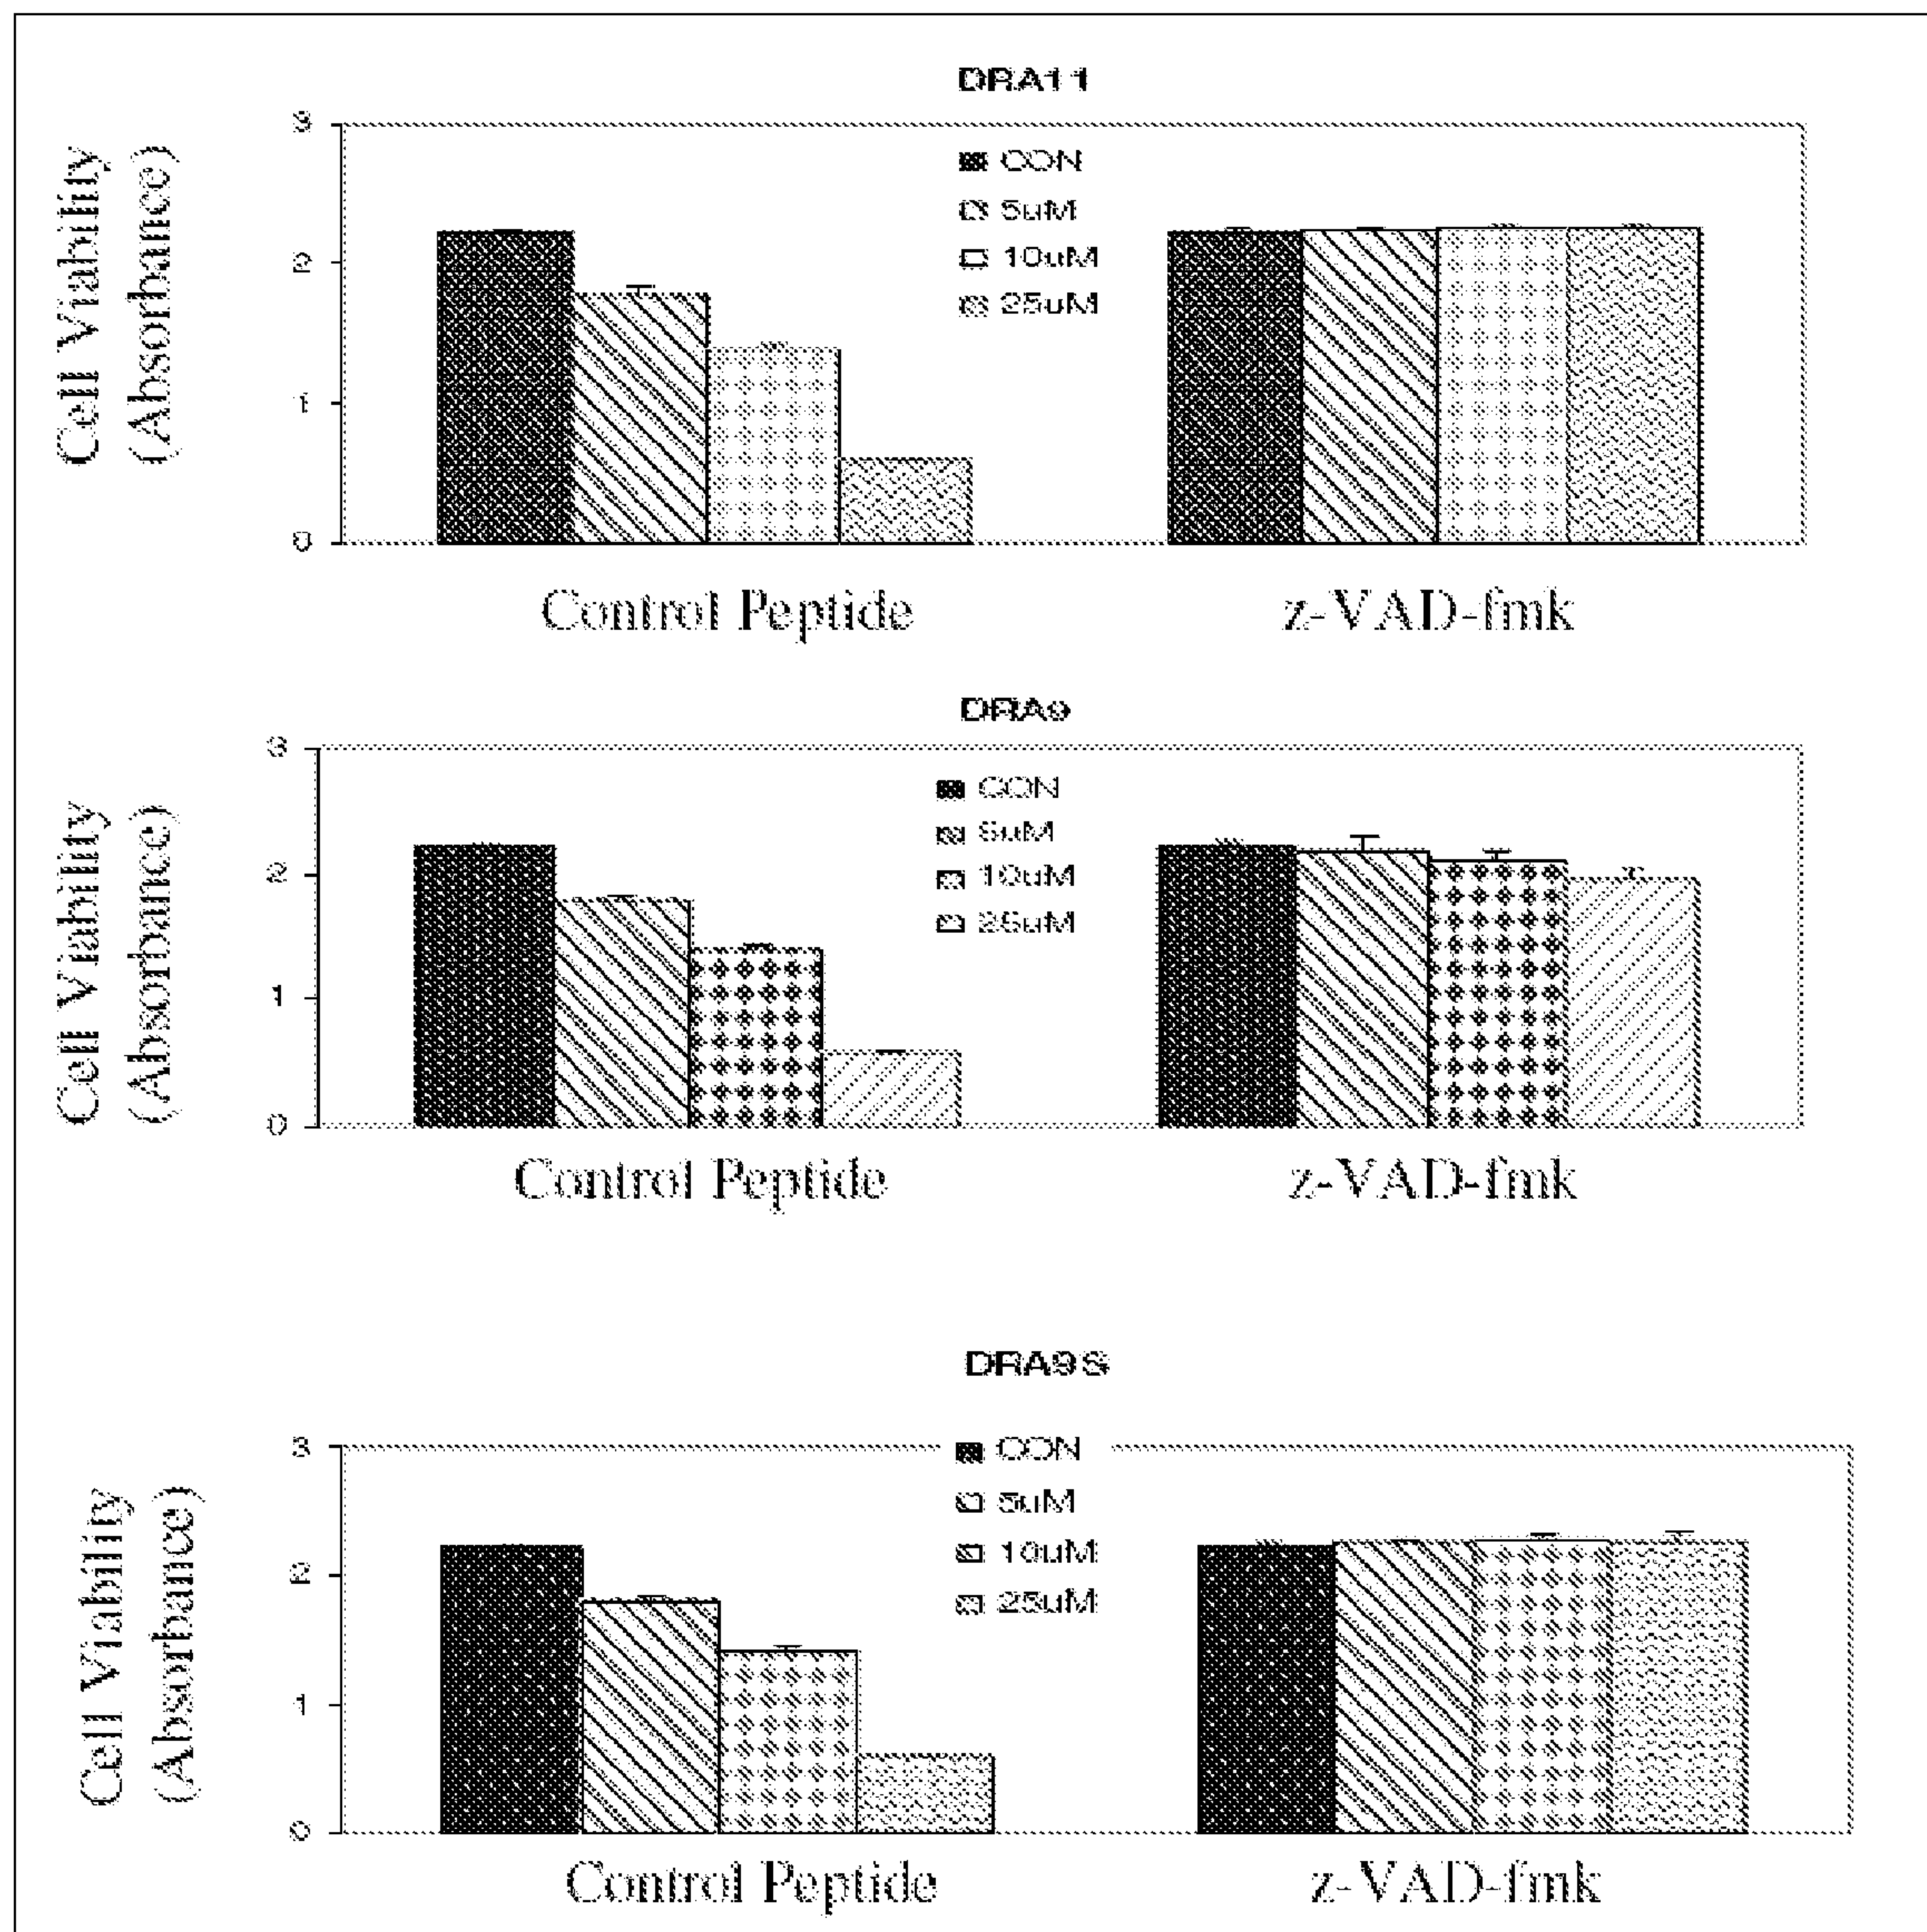 DRA11
Cell Viability
(Absorbance)
3
2
1
0
CON
5uM
10uM
25uM
Control Peptide
z-VAD-fmk
DRA9
Cell Viability
(Absorbance)
3
2
1
0
CON
5uM
10uM
25uM
Control Peptide
z-VAD-fmk
DRA9S
Cell Viability
(Absorbance)
3
2
1
0
CON
5uM
10uM
25uM
Control Peptide
z-VAD-fmk